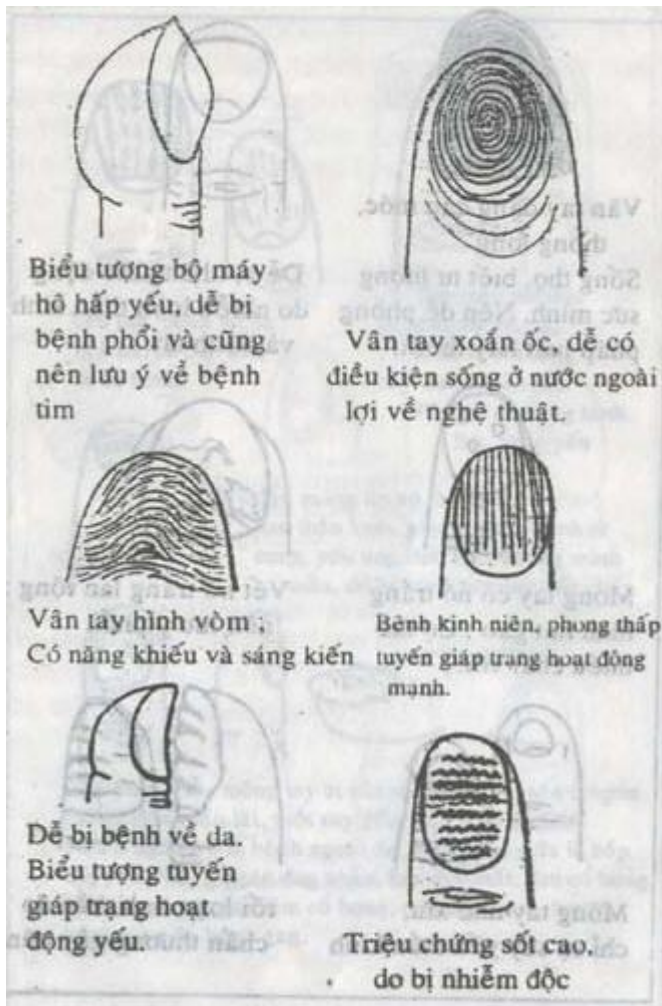 Biểu tượng bộ máy
hô hấp yếu, dễ bị
bệnh phổi và cũng
nên lưu ý về bệnh
tim
Vân tay xoắn ốc, dễ có
điều kiện sống ở nước ngoài
lợi về nghệ thuật.
Vân tay hình vòm ;
Có năng khiếu và sáng kiến
Bệnh kinh niên, phong thấp
tuyến giáp trạng hoạt động
mạnh.
Dễ bị bệnh về da.
Biểu tượng tuyến
giáp trạng hoạt
động yếu.
Triệu chứng sốt cao.
do bị nhiễm độc